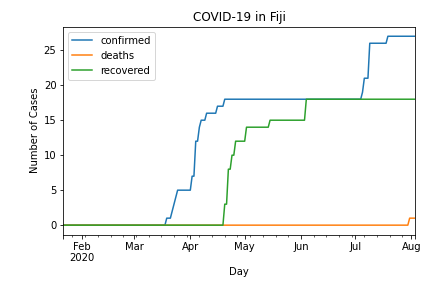 COVID-19 in Fiji
confirmed
deaths
recovered
Number of Cases
25
20
15
10
5
0
Feb Mar Apr May Jun Jul Aug
2020
Day